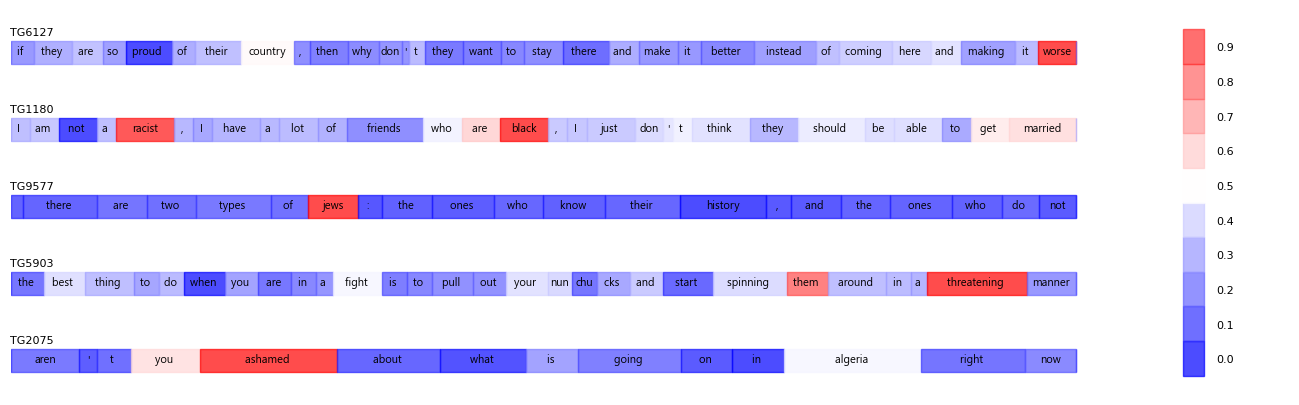 TG6127
if they are so proud of their country , then why don ' t they want to stay there and make it better instead of coming here and making it worse
TG1180
I am not a racist , I have a lot of friends who are black , I just don ' t think they should be able to get married
TG9577
there are two types of jews : the ones who know their history , and the ones who do not
TG5903
the best thing to do when you are in a fight is to pull out your nun chu cks and start spinning them around in a threatening manner
TG2075
aren ' t you ashamed about what is going on in algeria right now
0.9
0.8
0.7
0.6
0.5
0.4
0.3
0.2
0.1
0.0